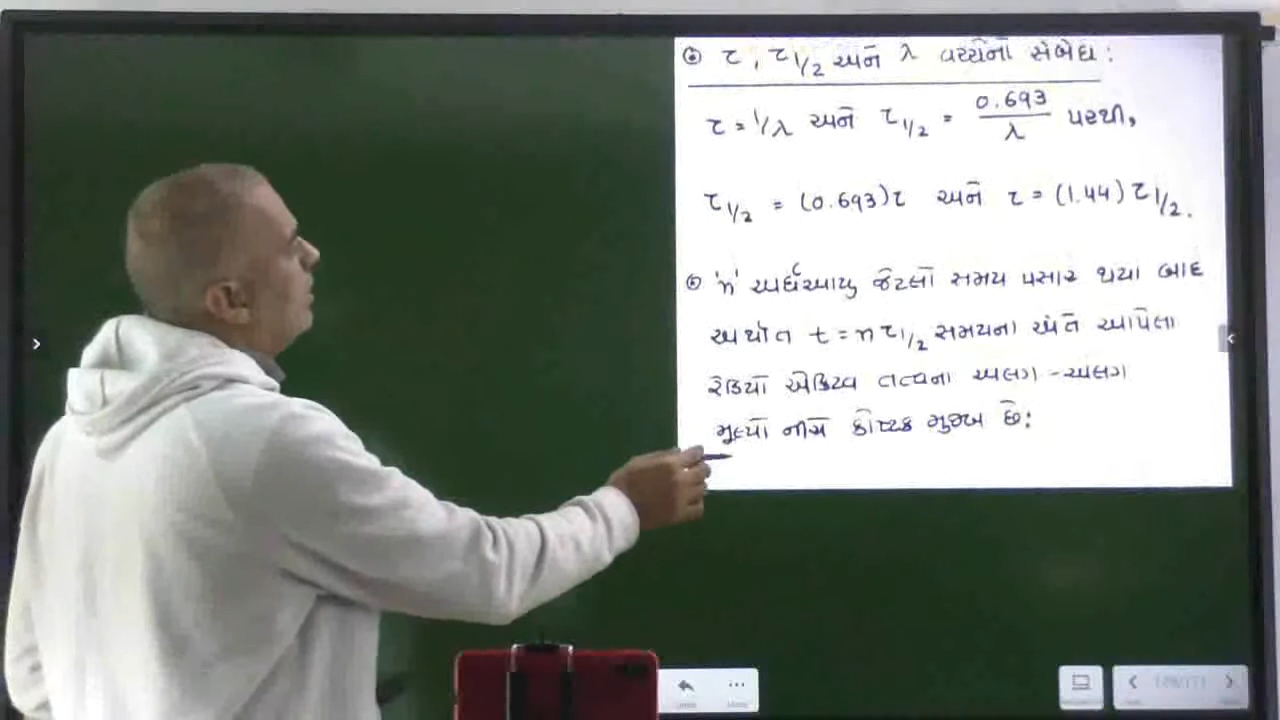 τ, τ1/2 અને λ વચ્ચેનો સંબંધ:
τ = 1/λ અને τ1/2 = 0.693/λ પરથી,
τ1/2 = (0.693)τ અને τ = (1.44) τ1/2.
'n' અર્ધઆયુ જેટલો સમય પસાર થયા બાદ
અર્થાત t = n τ1/2 સમયના અંતે આપેલા
રેડિયો એક્ટિવ તત્વના અલગ-અલગ
મૂલ્યો નીચે કોષ્ટક મુજબ છે: